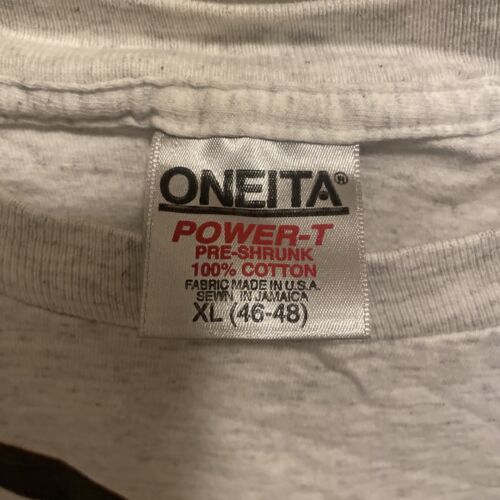 ONEITA®
POWER-T
PRE-SHRUNK
100% COTTON
FABRIC MADE IN U.S.A.
SEWN IN JAMAICA
XL (46-48)